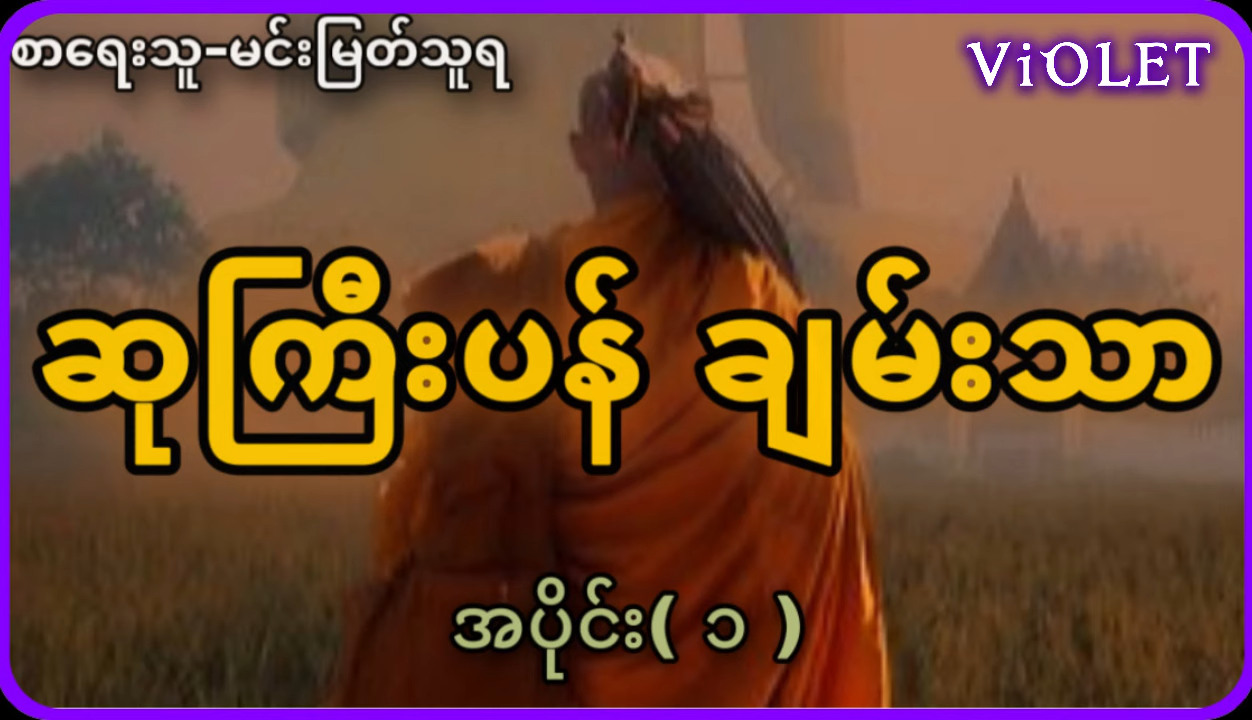 စာရေးသူ-မင်းမြတ်သူရ
ViOLET
ဆုကြီးပန် ချမ်းသာ
အပိုင်း( ၁ )